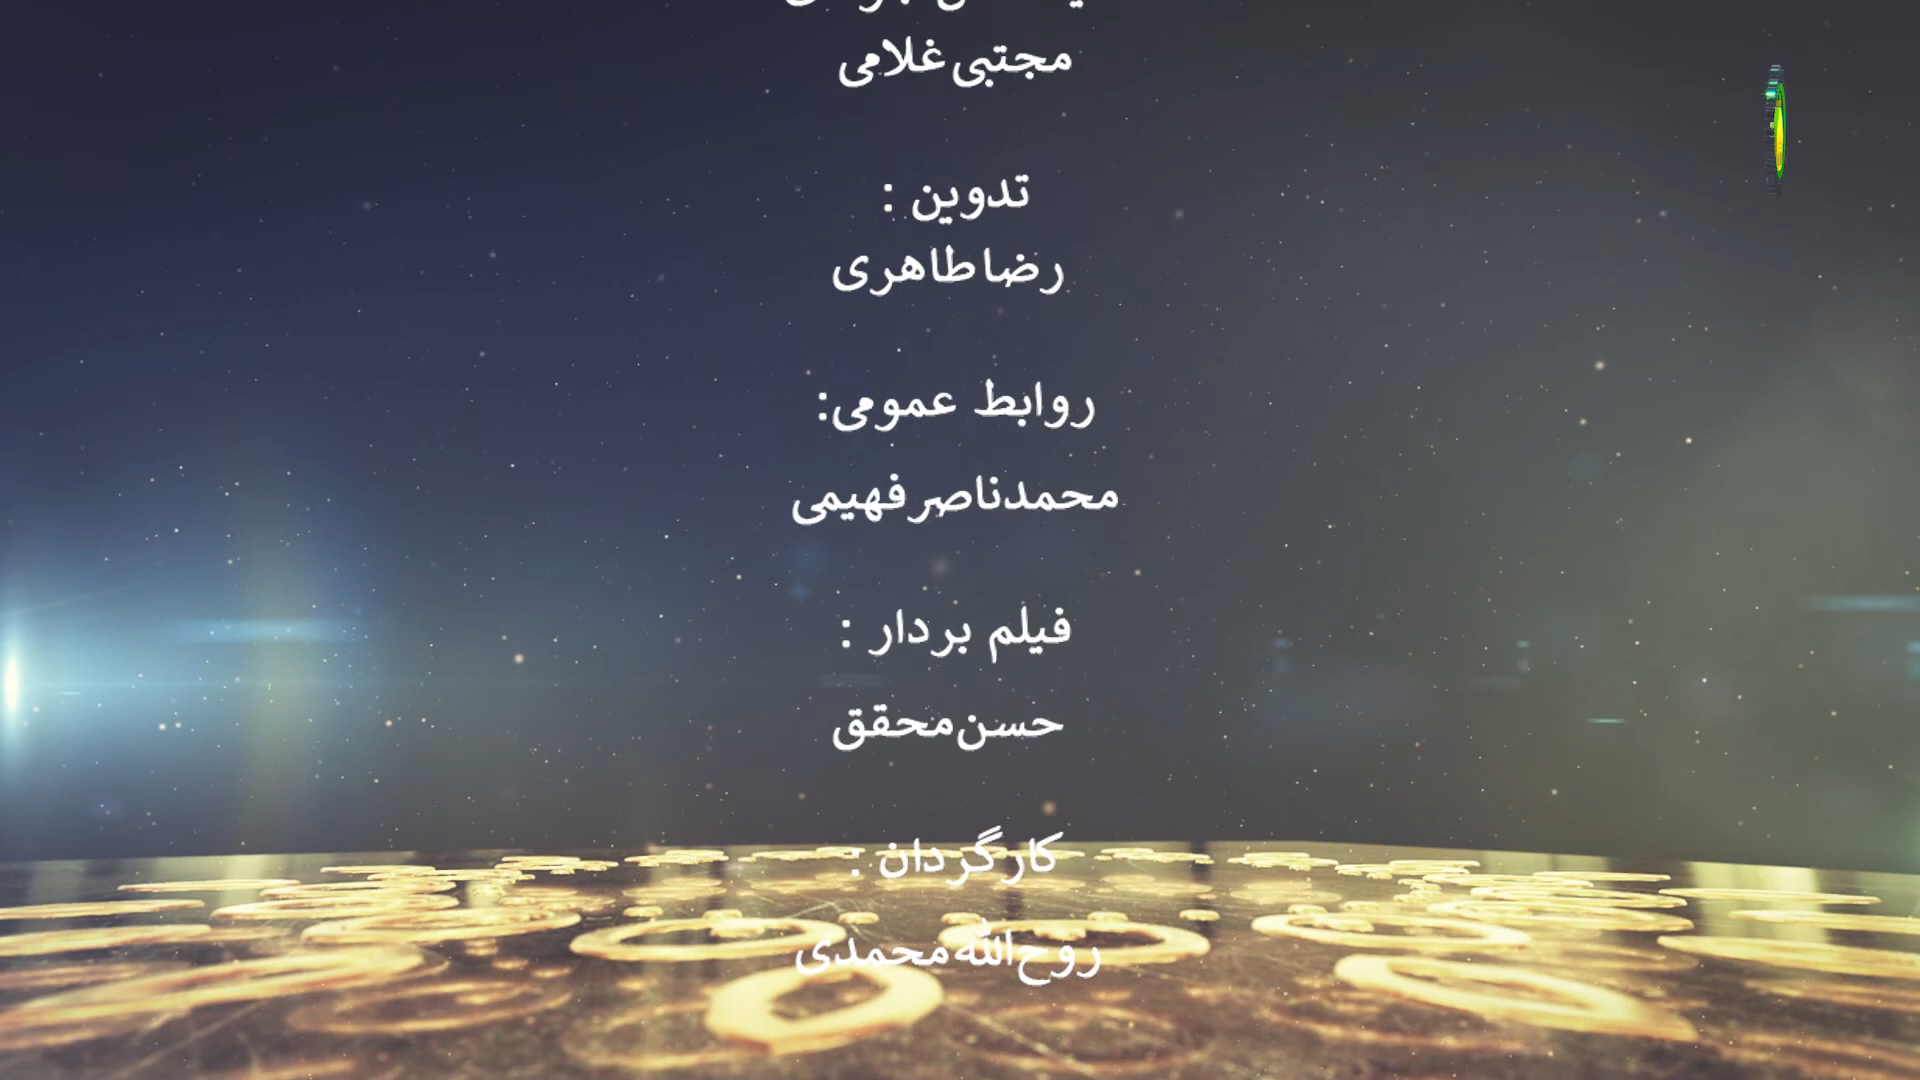 مجتبی غلامی
تدوین :
رضا طاهری
روابط عمومی:
محمدناصر فهیمی
فیلم بردار :
حسن محقق
کارگردان :
روح الله محمدی